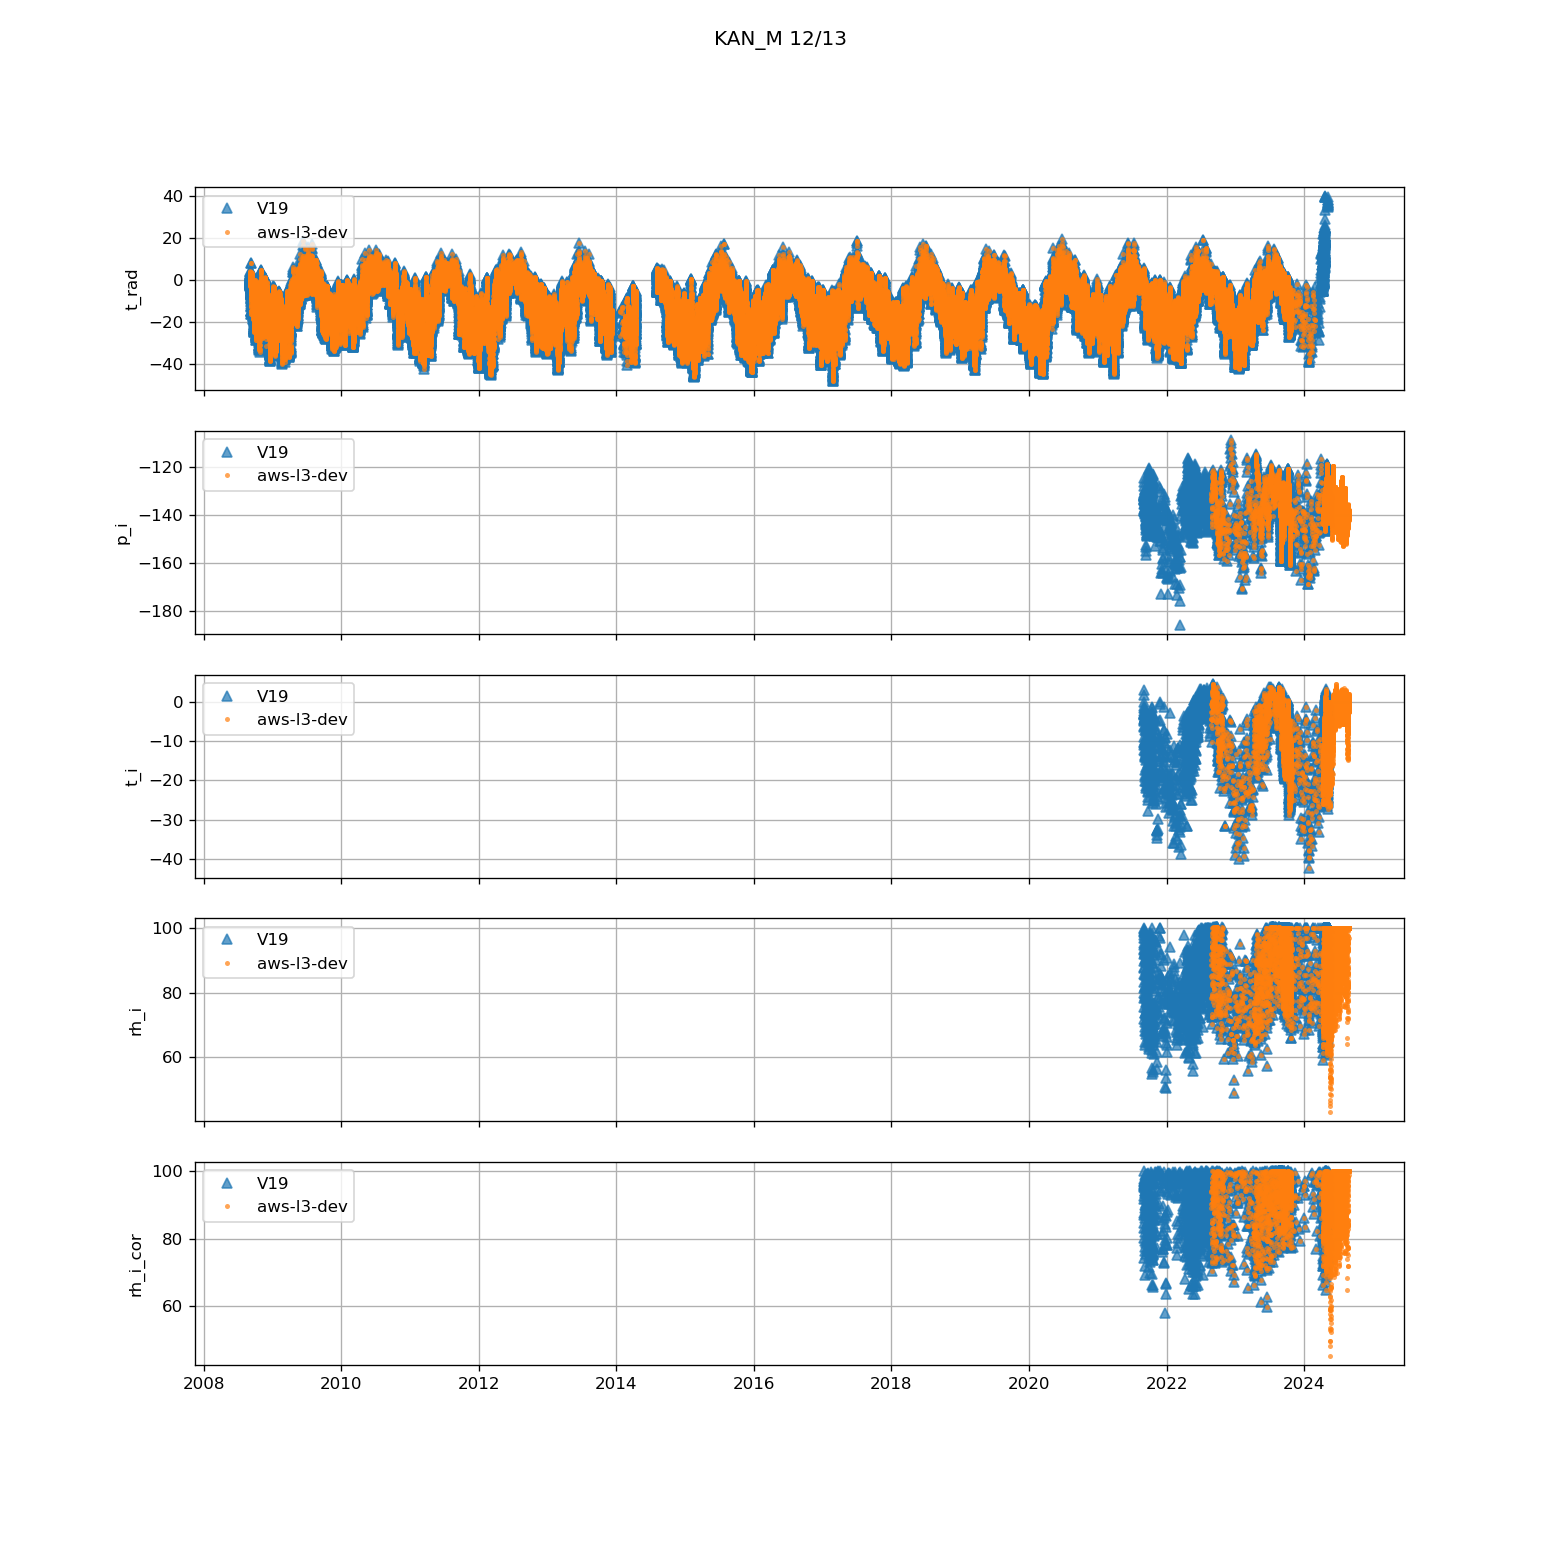 KAN_M 12/13
40
20
0
−20
−40
t_rad
V19
aws-l3-dev
−120
−140
−160
−180
p_i
V19
aws-l3-dev
0
−10
−20
−30
−40
t_i
V19
aws-l3-dev
100
80
60
rh_i
V19
aws-l3-dev
100
80
60
rh_i_cor
V19
aws-l3-dev
2008 2010 2012 2014 2016 2018 2020 2022 2024